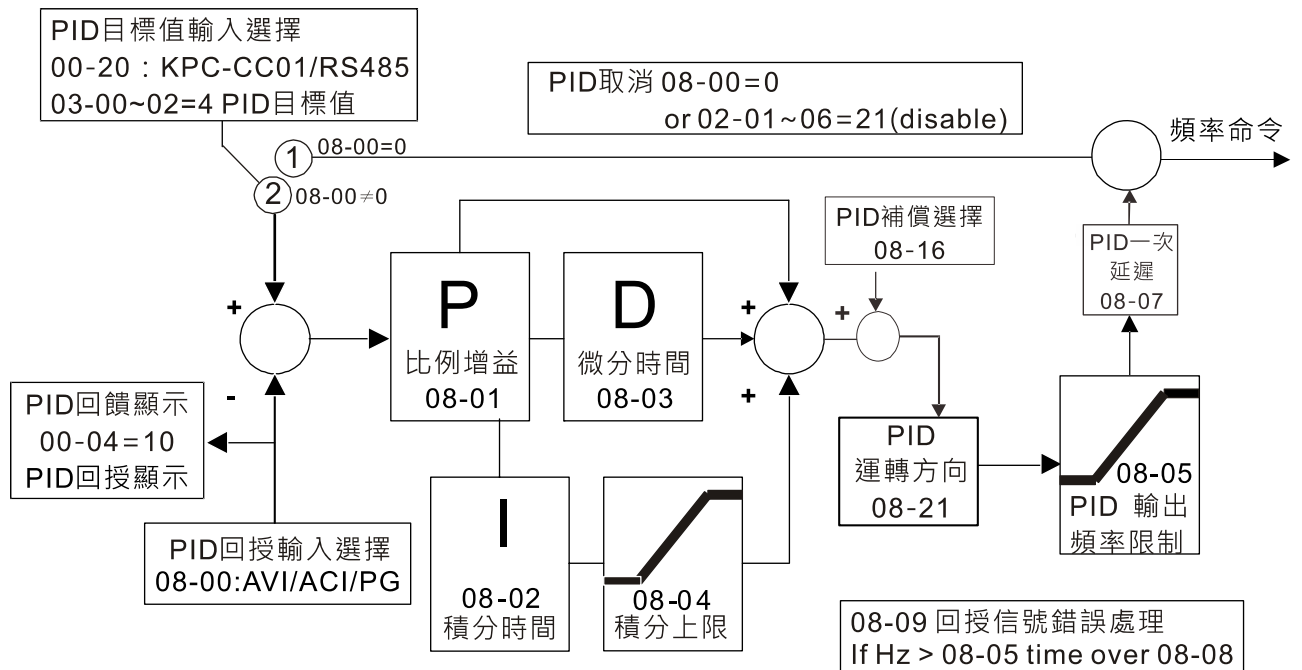 PID目標值輸入選擇
00-20：KPC-CC01/RS485
03-00~02=4 PID目標值
PID取消 08-00=0
or 02-01~06=21(disable)
1
08-00=0
頻率命令
2
08-00≠0
PID補償選擇
08-16
PID一次
延遲
08-07
+
-
P
比例增益
08-01
D
微分時間
08-03
+
+
+
PID回饋顯示
00-04=10
PID回授顯示
PID
運轉方向
08-21
08-05
PID 輸出
頻率限制
PID回授輸入選擇
08-00:AVI/ACI/PG
I
08-02
積分時間
08-04
積分上限
08-09 回授信號錯誤處理
If Hz > 08-05 time over 08-08